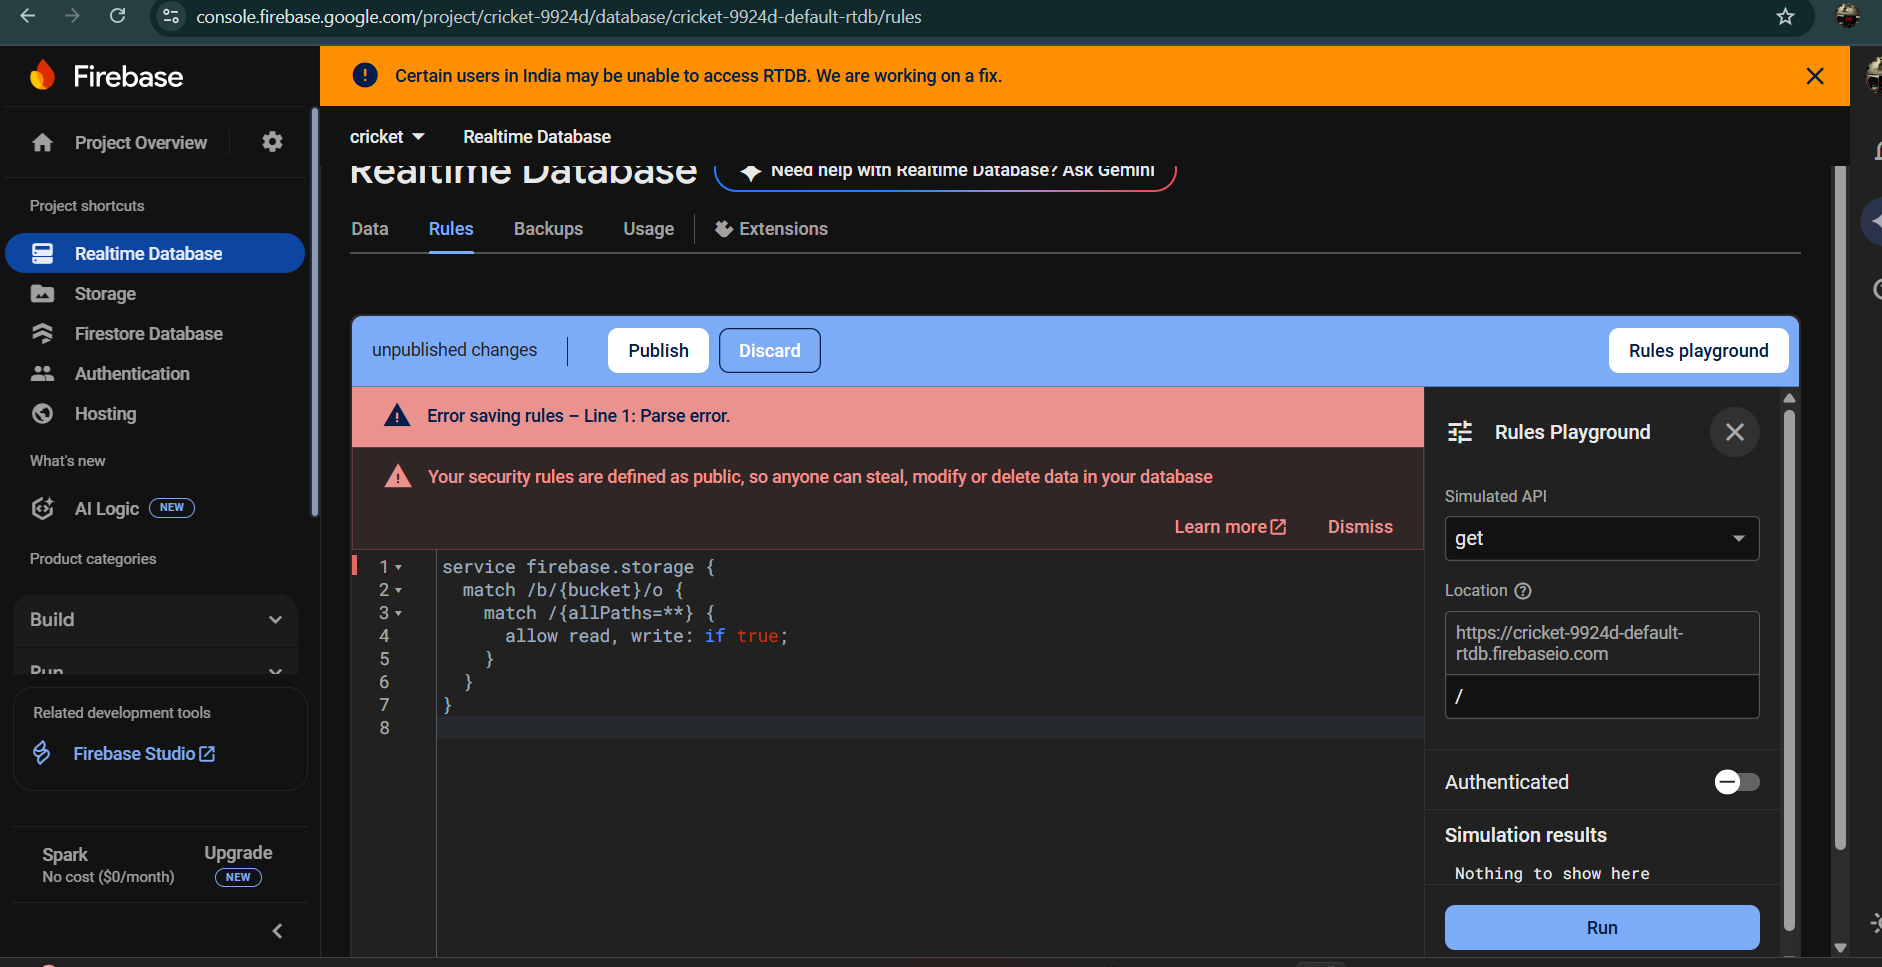 console.firebase.google.com/project/cricket-9924d/database/cricket-9924d-default-rtdb/rules
Firebase
Certain users in India may be unable to access RTDB. We are working on a fix.
Project Overview
cricket
Realtime Database
Realtime Database
Need help with Realtime Database? Ask Gemini
Project shortcuts
Realtime Database
Storage
Firestore Database
Authentication
Hosting
What's new
AI Logic NEW
Product categories
Build
Run
Related development tools
Firebase Studio
Spark
No cost ($0/month)
Upgrade
NEW
Data
Rules
Backups
Usage
Extensions
unpublished changes
Publish
Discard
Rules playground
Error saving rules – Line 1: Parse error.
Your security rules are defined as public, so anyone can steal, modify or delete data in your database
Learn more
Dismiss
1 service firebase.storage {
2 match /b/{bucket}/o {
3 match /{allPaths=**} {
4 allow read, write: if true;
5 }
6 }
7 }
8
Rules Playground
Simulated API
get
Location
https://cricket-9924d-default-
rtdb.firebaseio.com
/
Authenticated
Simulation results
Nothing to show here
Run